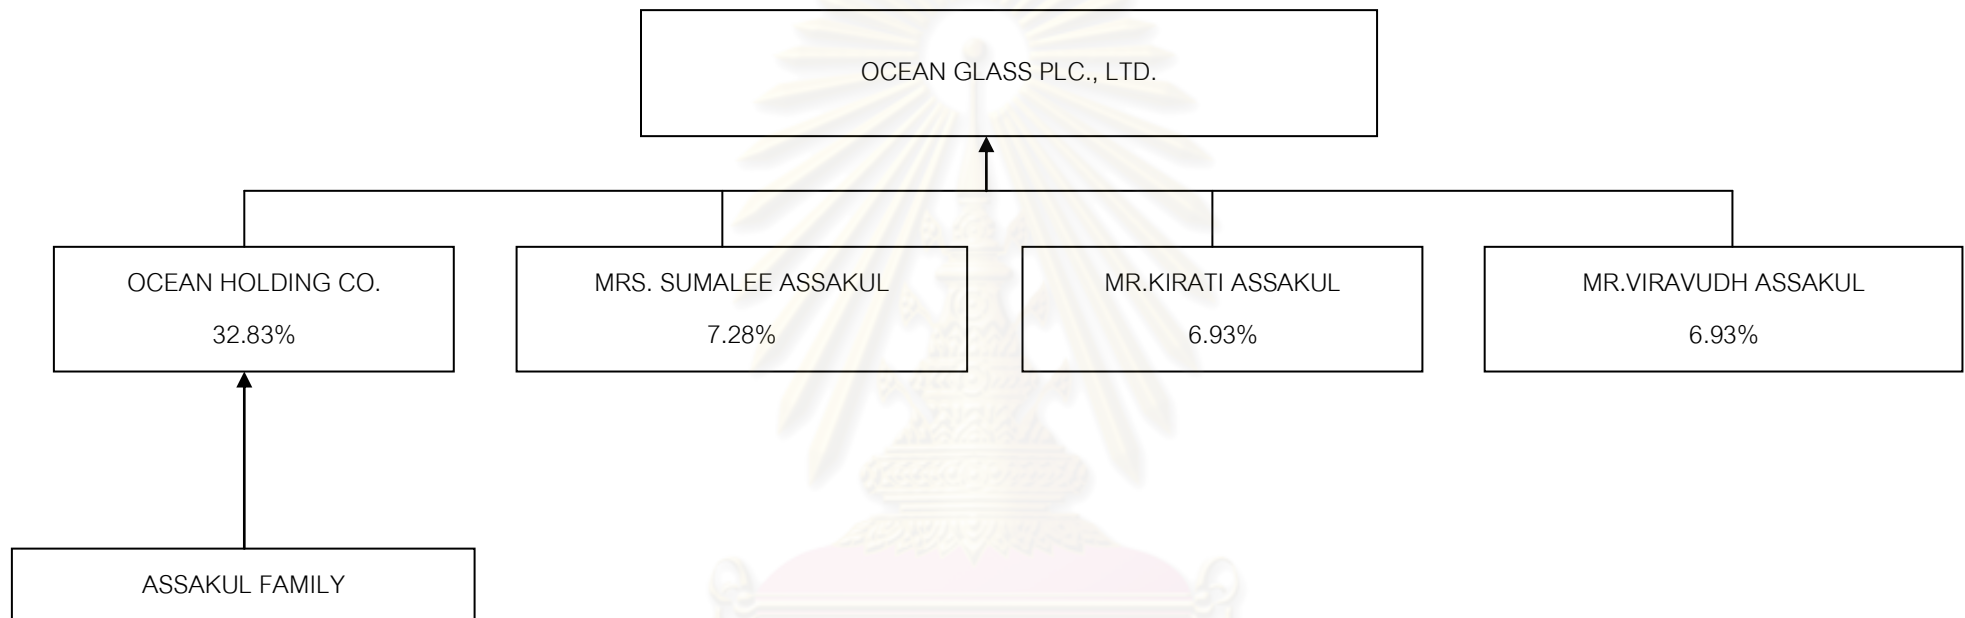 OCEAN GLASS PLC., LTD.
OCEAN HOLDING CO.
32.83%
MRS. SUMALEE ASSAKUL
7.28%
MR.KIRATI ASSAKUL
6.93%
MR.VIRAVUDH ASSAKUL
6.93%
ASSAKUL FAMILY